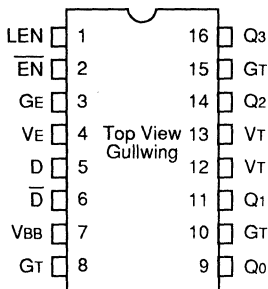 LEN 1 16 Q3
E̅N̅ 2 15 GT
GE 3 14 Q2
VE 4 Top View 13 VT
Gullwing
D 5 12 VT
D̅ 6 11 Q1
VBB 7 10 GT
GT 8 9 Q0